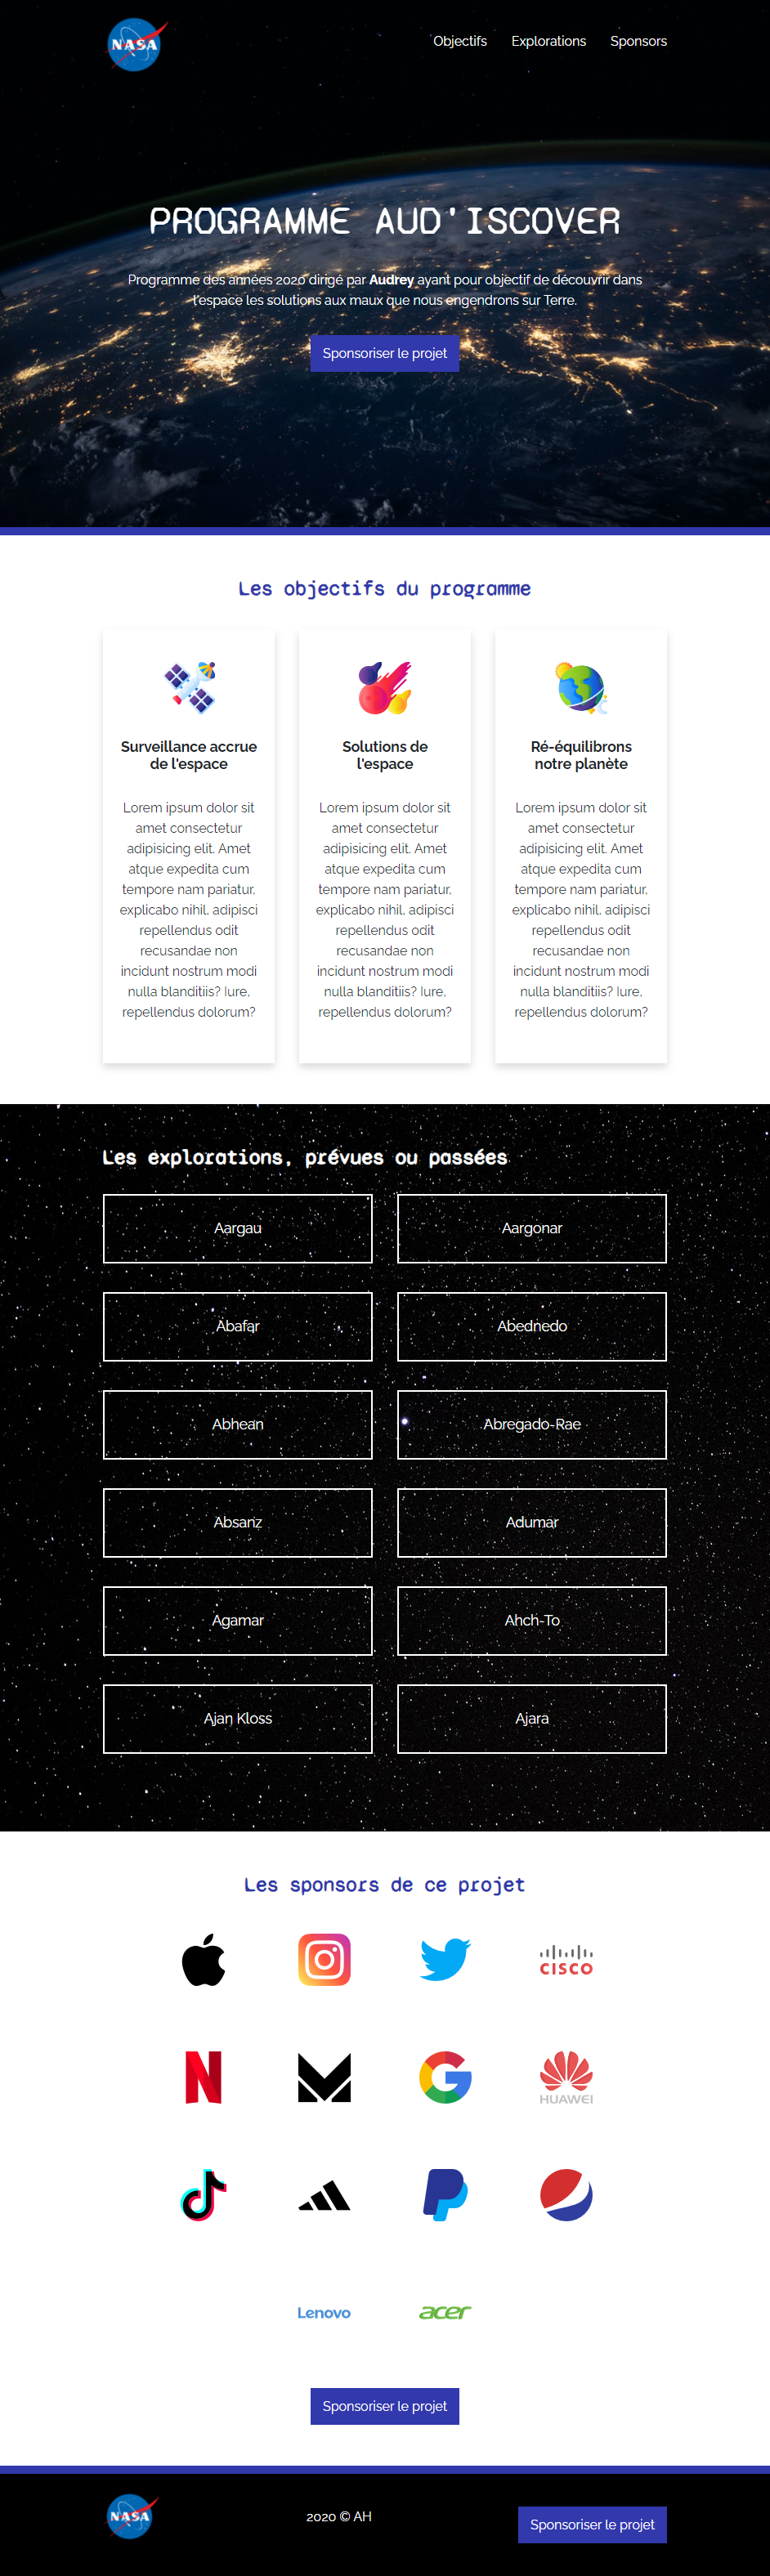 NASA
Objectifs Explorations Sponsors
PROGRAMME AUD'ISCOVER
Programme des années 2020 dirigé par Audrey ayant pour objectif de découvrir dans
l'espace les solutions aux maux que nous engendrons sur Terre.
Sponsoriser le projet
Les objectifs du programme
Surveillance accrue
de l'espace
Lorem ipsum dolor sit
amet consectetur
adipisicing elit. Amet
atque expedita cum
tempore nam pariatur,
explicabo nihil, adipisci
repellendus odit
recusandae non
incidunt nostrum modi
nulla blanditiis? Iure,
repellendus dolorum?
Solutions de
l'espace
Lorem ipsum dolor sit
amet consectetur
adipisicing elit. Amet
atque expedita cum
tempore nam pariatur,
explicabo nihil, adipisci
repellendus odit
recusandae non
incidunt nostrum modi
nulla blanditiis? Iure,
repellendus dolorum?
Ré-équilibrons
notre planète
Lorem ipsum dolor sit
amet consectetur
adipisicing elit. Amet
atque expedita cum
tempore nam pariatur,
explicabo nihil, adipisci
repellendus odit
recusandae non
incidunt nostrum modi
nulla blanditiis? Iure,
repellendus dolorum?
Les explorations, prévues ou passées
Aargau
Aargonar
Abafar
Abednedo
Abhean
Abregado-Rae
Absanz
Adumar
Agamar
Ahch-To
Ajan Kloss
Ajara
Les sponsors de ce projet
CISCO
HUAWEI
Lenovo
acer
Sponsoriser le projet
NASA
2020 © AH
Sponsoriser le projet